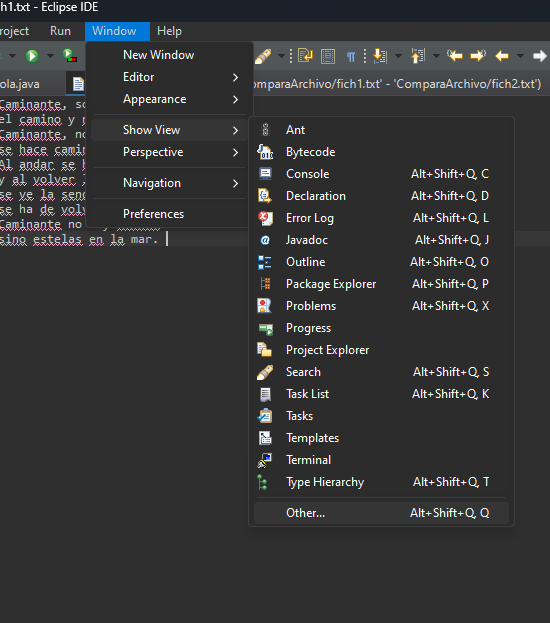 h1.txt - Eclipse IDE
roject Run Window Help
ola.java
omparaArchivo/fich1.txt' - 'ComparaArchivo/fich2.txt')
New Window
Editor
Appearance
Show View
Perspective
Navigation
Preferences
Ant
Bytecode
Console Alt+Shift+Q, C
Declaration Alt+Shift+Q, D
Error Log Alt+Shift+Q, L
Javadoc Alt+Shift+Q, J
Outline Alt+Shift+Q, O
Package Explorer Alt+Shift+Q, P
Problems Alt+Shift+Q, X
Progress
Project Explorer
Search Alt+Shift+Q, S
Task List Alt+Shift+Q, K
Tasks
Templates
Terminal
Type Hierarchy Alt+Shift+Q, T
Other... Alt+Shift+Q, Q
Caminante, so
el camino y
Caminante, no
se hace camin
Al andar se
y al volver
se ve la send
se ha de volv
Caminante no
sino estelas en la mar.